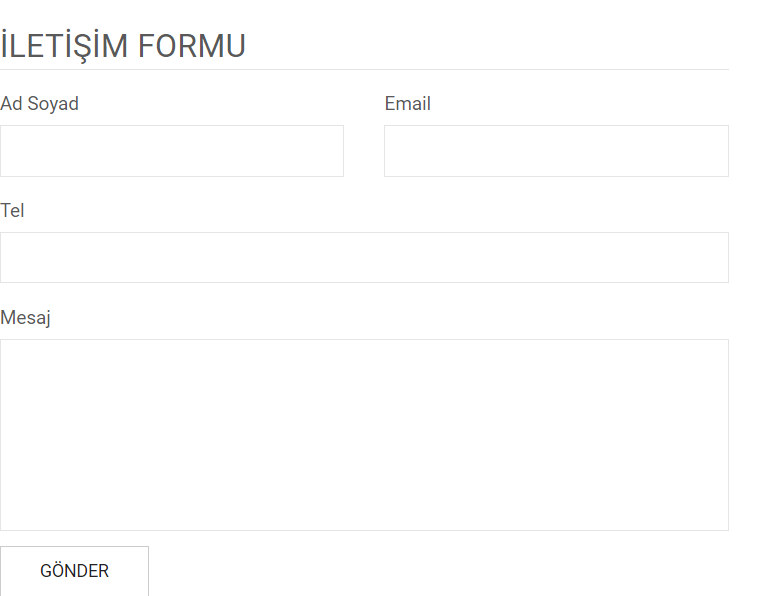 İLETİŞİM FORMU
Ad Soyad
Email
Tel
Mesaj
GÖNDER